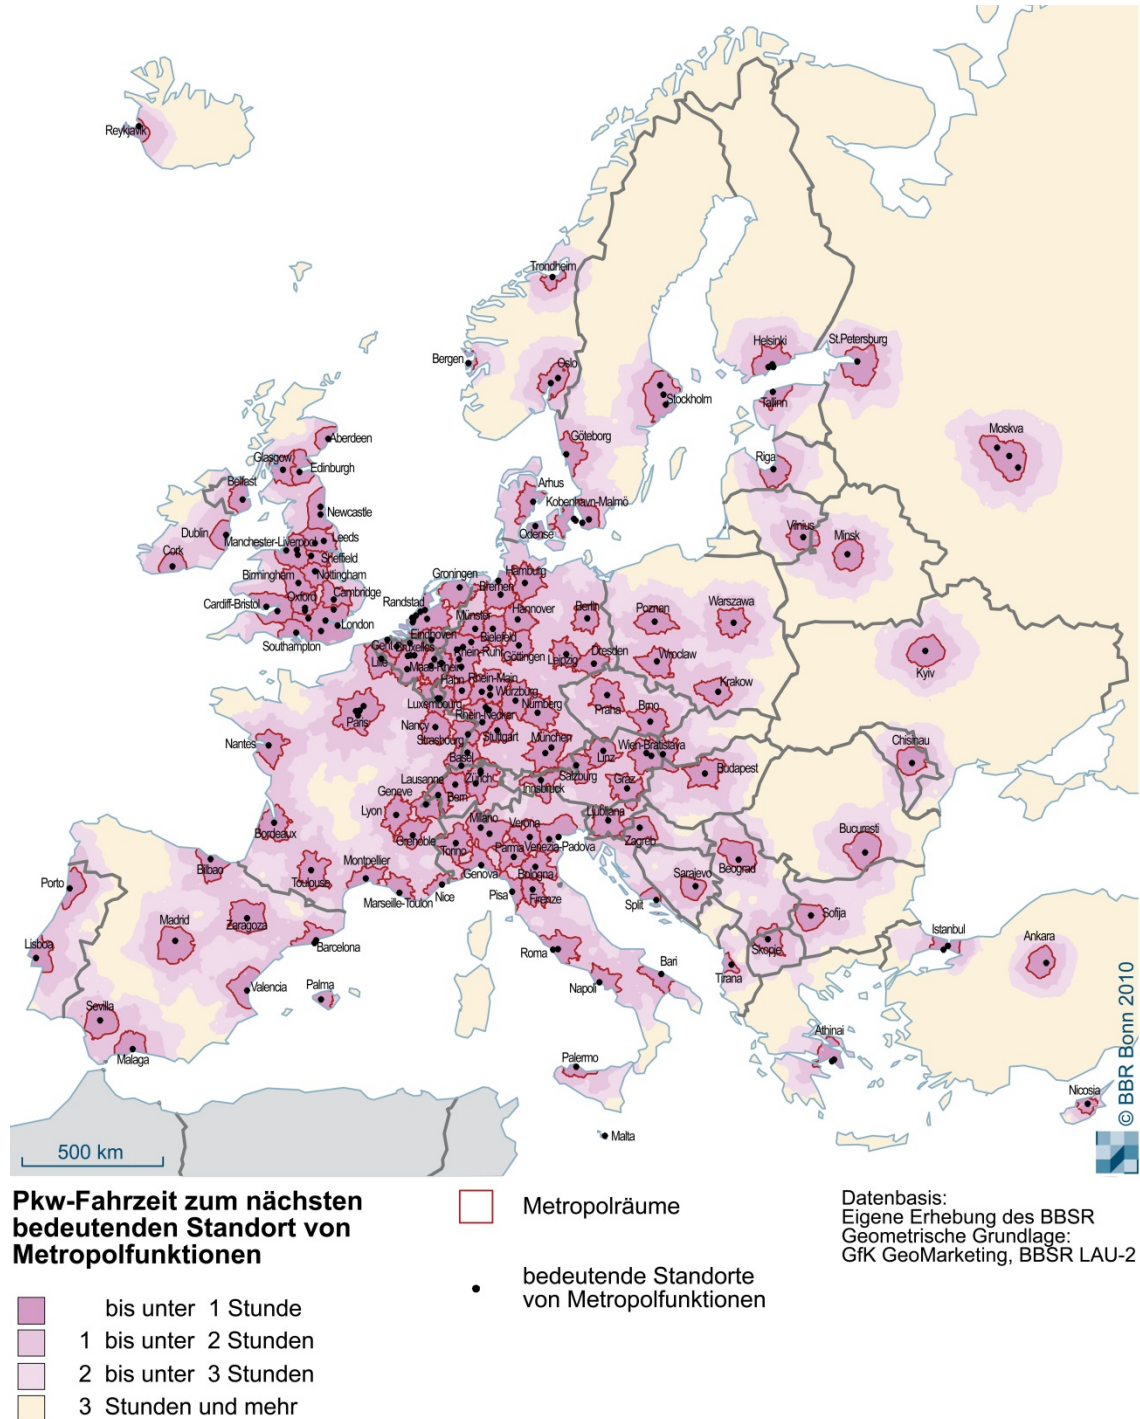 Reykjavik
Trondheim
Bergen
Oslo
Helsinki
St.Petersburg
Stockholm
Tallinn
Göteborg
Moskva
Aberdeen
Glasgow
Edinburgh
Riga
Belfast
Arhus
Kobenhavn-Malmö
Newcastle
Odense
Vilnius
Minsk
Dublin
Manchester-Liverpool
Leeds
Cork
Sheffield
Birmingham
Nottingham
Groningen
Hamburg
Bremen
Cardiff-Bristol
Oxford
Cambridge
Randstad
Münster
Hannover
Berlin
Poznan
Warszawa
London
Southampton
Eindhoven
Bielefeld
Gent
Bruxelles
Rhein-Ruhr
Göttingen
Leipzig
Dresden
Wroclaw
Kyiv
Lille
Maas-Rhein
Hahn
Rhein-Main
Würzburg
Krakow
Luxembourg
Nürnberg
Praha
Brno
Paris
Rhein-Neckar
Nancy
Strasbourg
Stuttgart
München
Chisinau
Nantes
Basel
Linz
Wien-Bratislava
Lausanne
Zürich
Salzburg
Budapest
Geneve
Bern
Innsbruck
Graz
Lyon
Ljubljana
Milano
Verona
Bordeaux
Grenoble
Torino
Parma
Venezia-Padova
Zagreb
Bucuresti
Bilbao
Toulouse
Montpellier
Genova
Bologna
Beograd
Porto
Marseille-Toulon
Nice
Pisa
Firenze
Sarajevo
Split
Zaragoza
Madrid
Sofija
Istanbul
Ankara
Lisboa
Barcelona
Roma
Skopje
Tirana
Bari
Valencia
Palma
Napoli
Sevilla
Malaga
Athinai
Palermo
Nicosia
Malta
500 km
© BBR Bonn 2010
Pkw-Fahrzeit zum nächsten
bedeutenden Standort von
Metropolfunktionen
bis unter 1 Stunde
1 bis unter 2 Stunden
2 bis unter 3 Stunden
3 Stunden und mehr
Metropolräume
bedeutende Standorte
von Metropolfunktionen
Datenbasis:
Eigene Erhebung des BBSR
Geometrische Grundlage:
GfK GeoMarketing, BBSR LAU-2